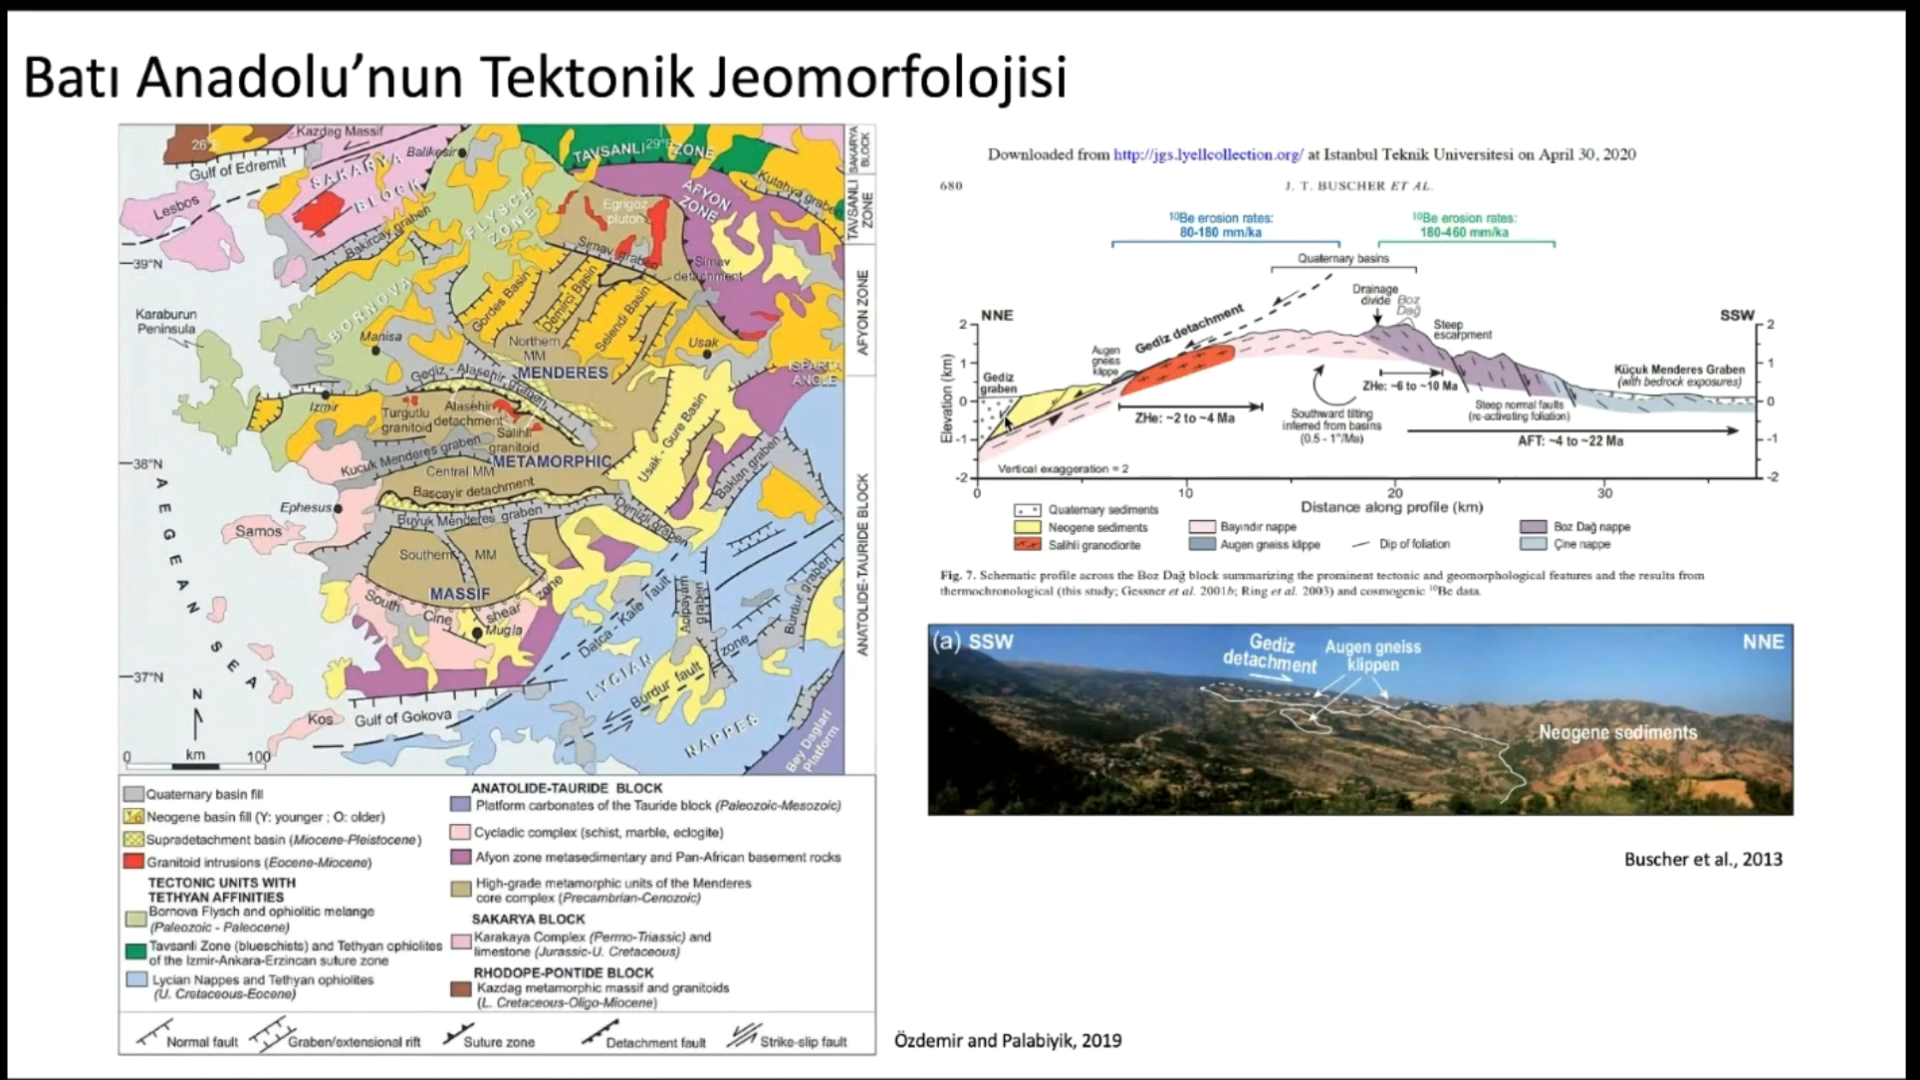 Batı Anadolu'nun Tektonik Jeomorfolojisi
26°
Kazdag Massif
Gulf of Edremit
Balikesir
SAKARYA
BLOCK
TAVSANLI 29°E ZONE
SAKARYA BLOCK
Lesbos
Bakircay graben
FLYSCH
ZONE
Egrigoz
pluton
AFYON
ZONE
Kutahya graben
TAVSANLI ZONE
39°N
Simav graben
Simav
detachment
Karaburun
Peninsula
BORNOVA
Gordes Basin
Demirci Basin
Selendi Basin
AFYON ZONE
Manisa
Northern
MM
Usak
MENDERES
ISPARTA
ANGLE
Gediz - Alasehir graben
Izmir
Turgutlu
granitoid
Alasehir
detachment
Salihli
granitoid
Usak - Gure Basin
Kucuk Menderes graben
METAMORPHIC
38°N
Central MM
Baklan graben
Bascayir detachment
Ephesus
Buyuk Menderes graben
Denizli graben
Samos
Southern MM
MASSIF
AEGEAN SEA
South
Cine
shear
zone
Mugla
Datca - Kale fault
Acipayam
graben
Burdur graben
ANATOLIDE-TAURIDE BLOCK
37°N
N
LYCIAN
Burdur fault zone
Kos
Gulf of Gokova
NAPPES
Bey Daglari
Platform
0 km 100
Quaternary basin fill
Neogene basin fill (Y: younger ; O: older)
Supradetachment basin (Miocene-Pleistocene)
Granitoid intrusions (Eocene-Miocene)
TECTONIC UNITS WITH
TETHYAN AFFINITIES
Bornova Flysch and ophiolitic melange
(Paleozoic - Paleocene)
Tavsanli Zone (blueschists) and Tethyan ophiolites
of the Izmir-Ankara-Erzincan suture zone
Lycian Nappes and Tethyan ophiolites
(U. Cretaceous-Eocene)
ANATOLIDE-TAURIDE BLOCK
Platform carbonates of the Tauride block (Paleozoic-Mesozoic)
Cycladic complex (schist, marble, eclogite)
Afyon zone metasedimentary and Pan-African basement rocks
High-grade metamorphic units of the Menderes
core complex (Precambrian-Cenozoic)
SAKARYA BLOCK
Karakaya Complex (Permo-Triassic) and
limestone (Jurassic-U. Cretaceous)
RHODOPE-PONTIDE BLOCK
Kazdag metamorphic massif and granitoids
(L. Cretaceous-Oligo-Miocene)
Normal fault
Graben/extensional rift
Suture zone
Detachment fault
Strike-slip fault
Özdemir and Palabiyik, 2019
Downloaded from http://jgs.lyellcollection.org/ at Istanbul Teknik Universitesi on April 30, 2020
680
J. T. BUSCHER ET AL.
10Be erosion rates:
80-180 mm/ka
10Be erosion rates:
180-460 mm/ka
Quaternary basins
Drainage
divide
Boz
Dağ
NNE
SSW
Gediz detachment
Steep
escarpment
Augen
gneiss
klippe
Gediz
graben
Küçük Menderes Graben
(with bedrock exposures)
ZHe: ~6 to ~10 Ma
ZHe: ~2 to ~4 Ma
Southward tilting
inferred from basins
(0.5 - 1°/Ma)
Steep normal faults
(re-activating foliation)
AFT: ~4 to ~22 Ma
Vertical exaggeration = 2
Elevation (km)
2
1
0
-1
-2
2
1
0
-1
-2
0 10 20 30
Distance along profile (km)
Quaternary sediments
Neogene sediments
Salihli granodiorite
Bayındır nappe
Augen gneiss klippe
Dip of foliation
Boz Dağ nappe
Çine nappe
Fig. 7. Schematic profile across the Boz Dağ block summarizing the prominent tectonic and geomorphological features and the results from
thermochronological (this study; Gessner et al. 2001b; Ring et al. 2003) and cosmogenic 10Be data.
(a) SSW
Gediz
detachment
Augen gneiss
klippen
NNE
Neogene sediments
Buscher et al., 2013